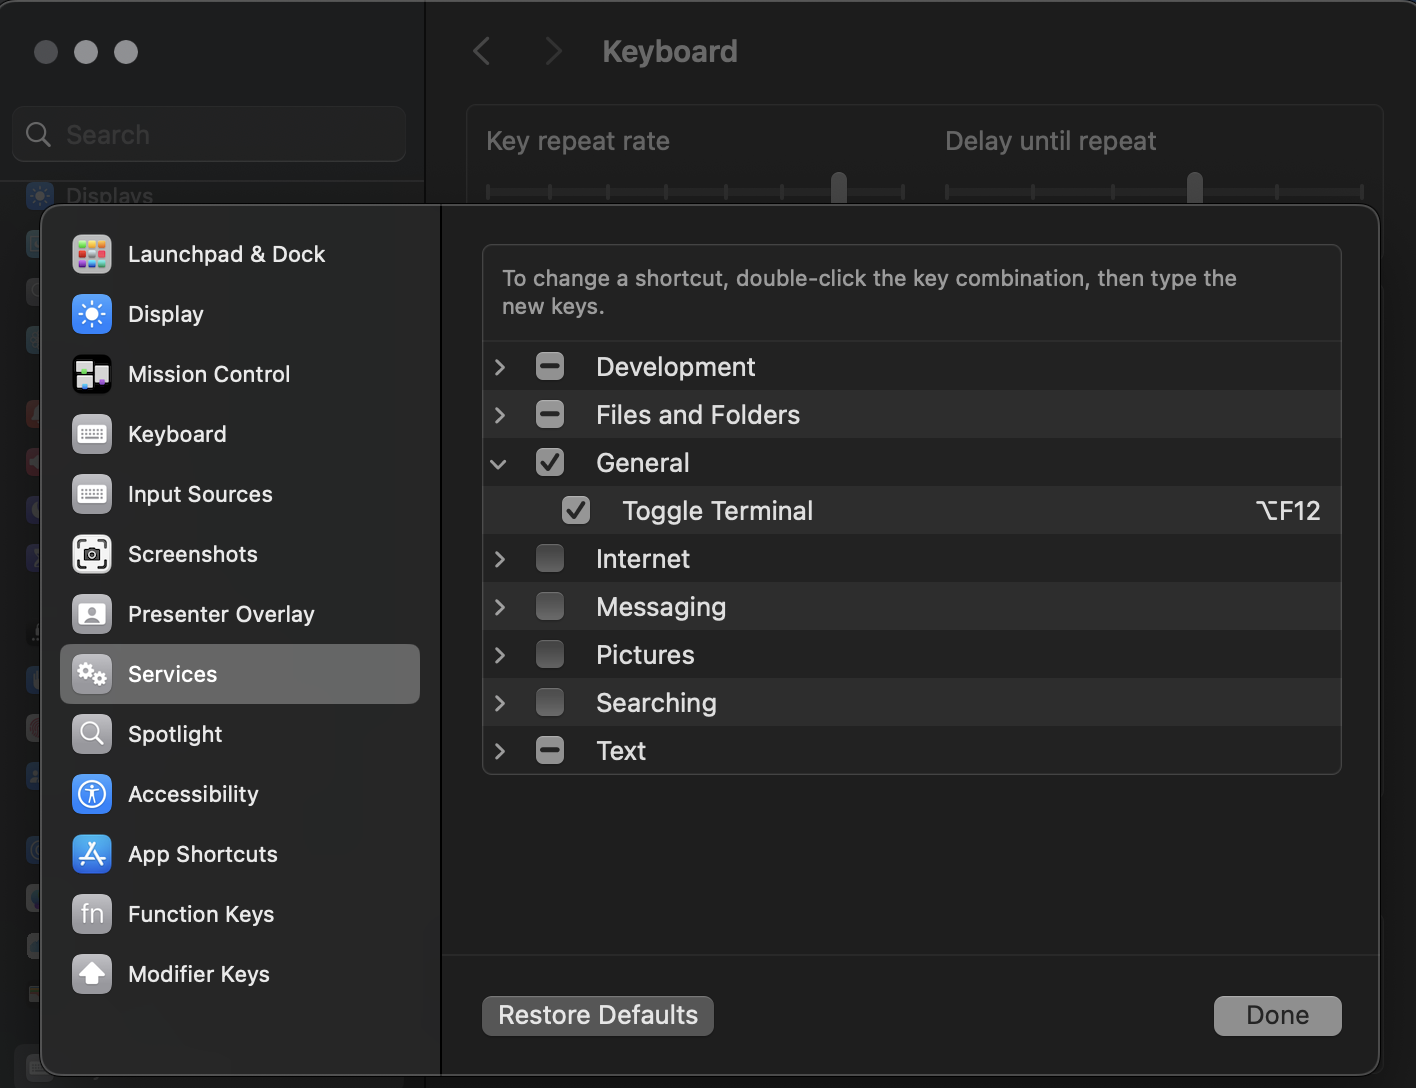 Keyboard
Search
Key repeat rate
Delay until repeat
Displays
Launchpad & Dock
Display
Mission Control
Keyboard
Input Sources
Screenshots
Presenter Overlay
Services
Spotlight
Accessibility
App Shortcuts
fn Function Keys
Modifier Keys
To change a shortcut, double-click the key combination, then type the
new keys.
Development
Files and Folders
General
Toggle Terminal ⌥F12
Internet
Messaging
Pictures
Searching
Text
Restore Defaults
Done